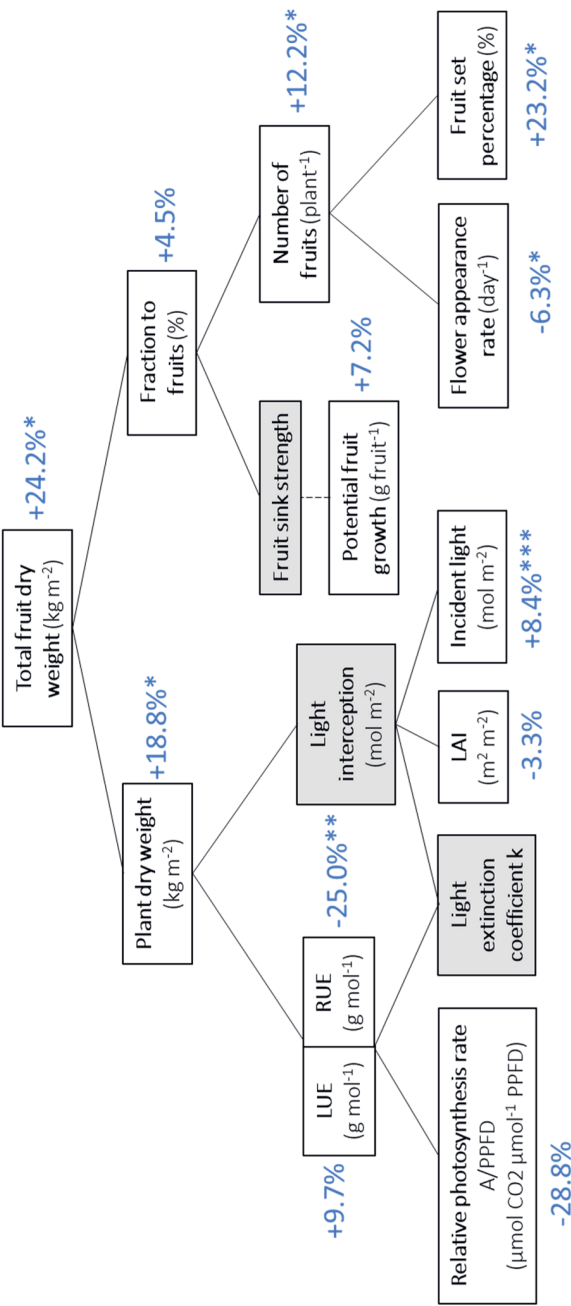 Total fruit dry
weight (kg m⁻²)
+24.2%*
Plant dry weight
(kg m⁻²)
+18.8%*
Fraction to
fruits (%)
+4.5%
LUE
(g mol⁻¹)
+9.7%
RUE
(g mol⁻¹)
-25.0%**
Light
interception
(mol m⁻²)
Fruit sink strength
Potential fruit
growth (g fruit⁻¹)
+7.2%
Number of
fruits (plant⁻¹)
+12.2%*
Relative photosynthesis rate
A/PPFD
(µmol CO2 µmol⁻¹ PPFD)
-28.8%
Light
extinction
coefficient k
LAI
(m² m⁻²)
-3.3%
Incident light
(mol m⁻²)
+8.4%***
Flower appearance
rate (day⁻¹)
-6.3%*
Fruit set
percentage (%)
+23.2%*